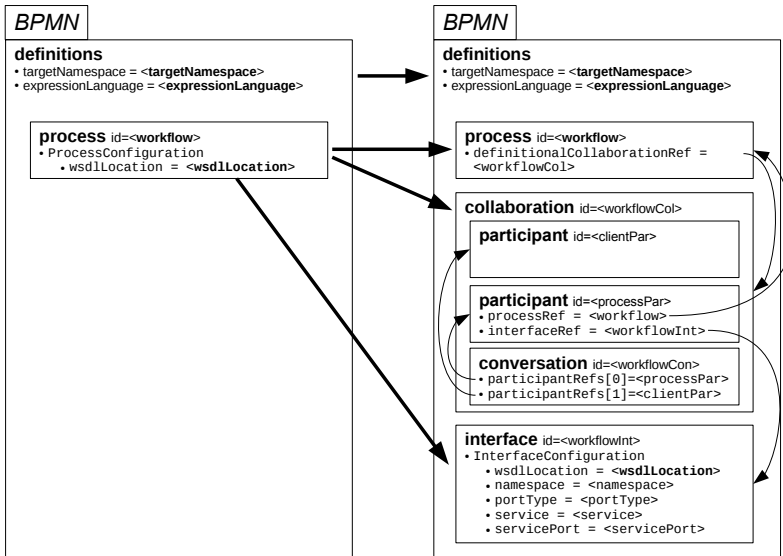 BPMN
definitions
• targetNamespace = <targetNamespace>
• expressionLanguage = <expressionLanguage>
process id=<workflow>
• ProcessConfiguration
• wsdlLocation = <wsdlLocation>
BPMN
definitions
• targetNamespace = <targetNamespace>
• expressionLanguage = <expressionLanguage>
process id=<workflow>
• definitionalCollaborationRef =
<workflowCol>
collaboration id=<workflowCol>
participant id=<clientPar>
participant id=<processPar>
• processRef = <workflow>
• interfaceRef = <workflowInt>
conversation id=<workflowCon>
• participantRefs[0]=<processPar>
• participantRefs[1]=<clientPar>
interface id=<workflowInt>
• InterfaceConfiguration
• wsdlLocation = <wsdlLocation>
• namespace = <namespace>
• portType = <portType>
• service = <service>
• servicePort = <servicePort>